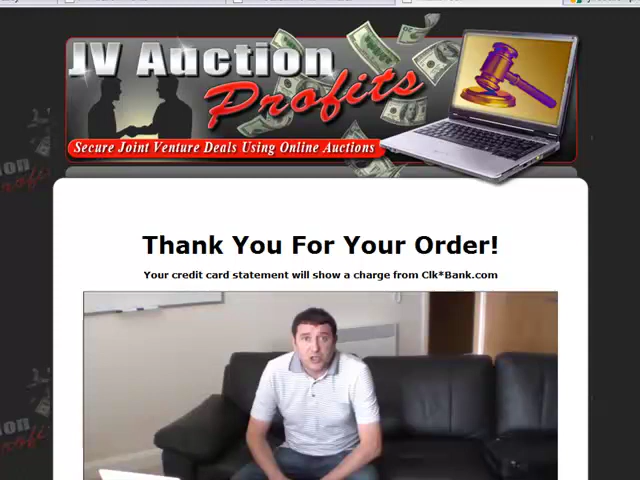 JV Auction
Profits
Secure Joint Venture Deals Using Online Auctions
Thank You For Your Order!
Your credit card statement will show a charge from Clk*Bank.com